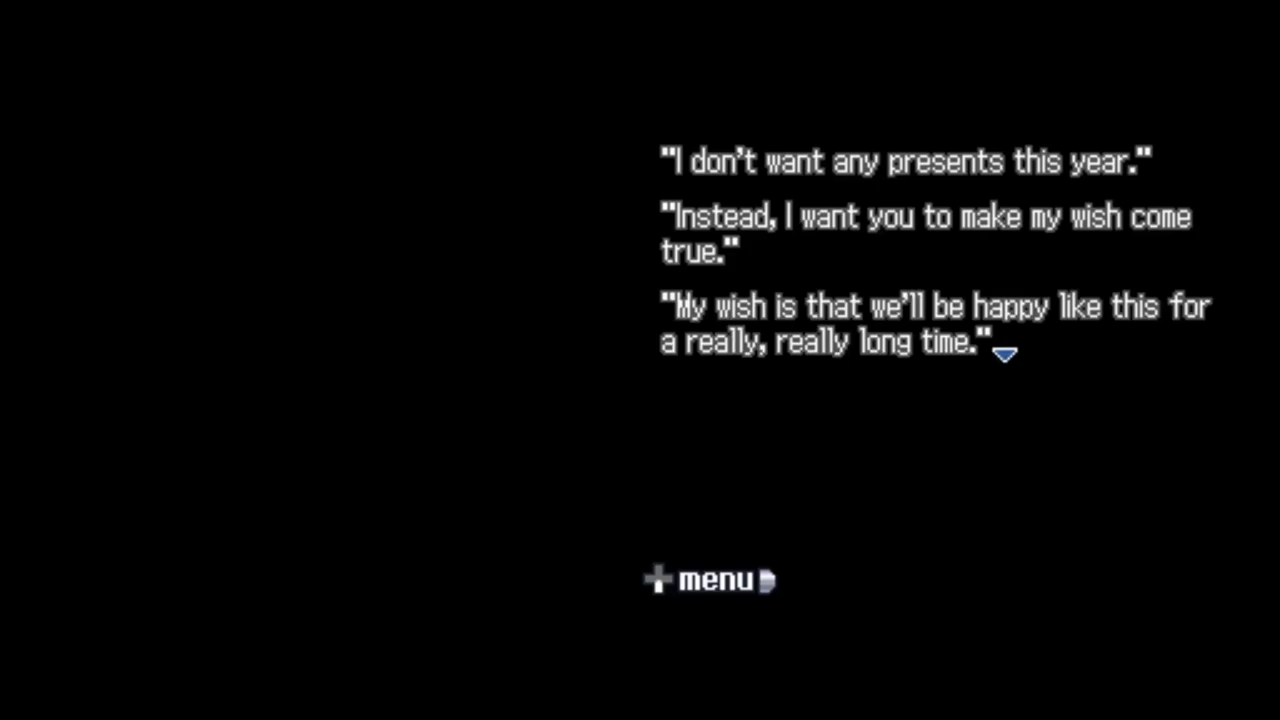 "I don't want any presents this year."
"Instead, I want you to make my wish come
true."
"My wish is that we'll be happy like this for
a really, really long time."
menu